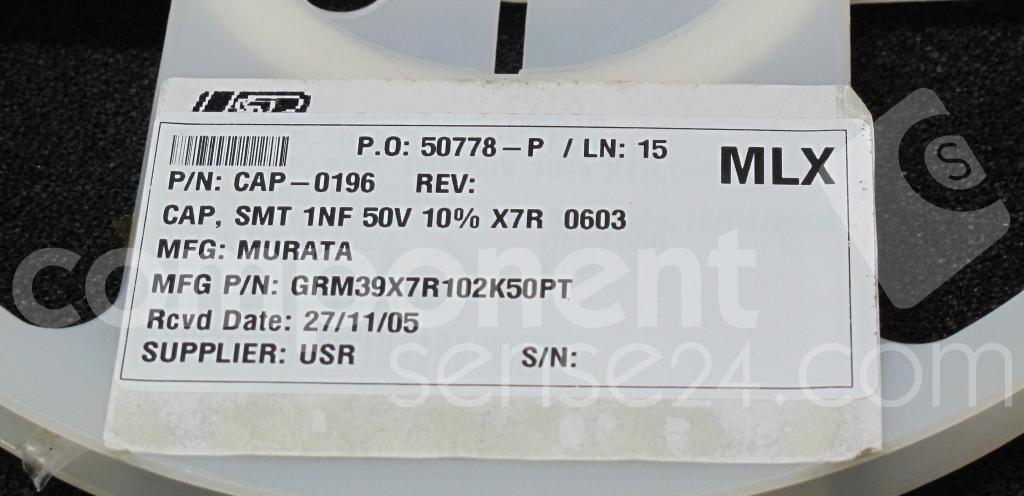 P.O: 50778-P / LN: 15
MLX
P/N: CAP-0196 REV:
CAP, SMT 1NF 50V 10% X7R 0603
MFG: MURATA
MFG P/N: GRM39X7R102K50PT
Rcvd Date: 27/11/05
SUPPLIER: USR S/N:
component
sense24.com
Cs